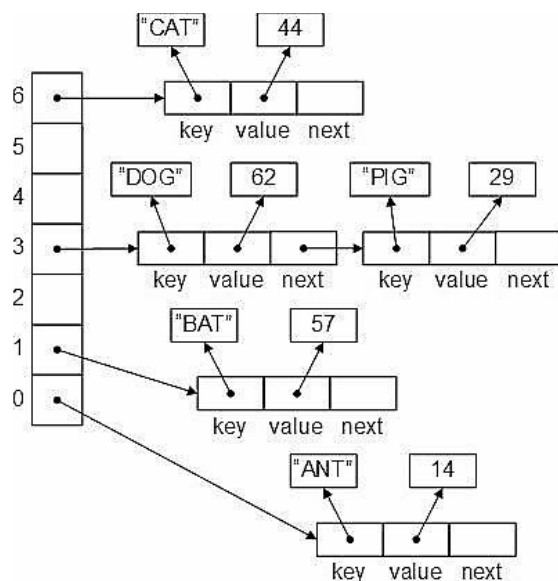 "CAT" 44
6
key value next
5
4
"DOG" 62 "PIG" 29
3
key value next key value next
2
"BAT" 57
1
0
key value next
"ANT" 14
key value next